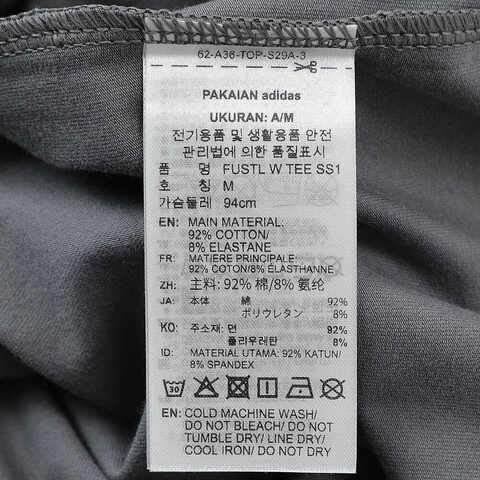 62-A36-TOP-S29A-3
PAKAIAN adidas
UKURAN: A/M
전기용품 및 생활용품 안전
관리법에 의한 품질표시
품 명 FUSTL W TEE SS1
호 칭 M
가슴둘레 94cm
EN: MAIN MATERIAL:
92% COTTON/
8% ELASTANE
FR: MATIERE PRINCIPALE:
92% COTON/8% ELASTHANNE
ZH: 主料: 92% 棉/8% 氨纶
JA: 本体 綿 92%
ポリウレタン 8%
KO: 주소재: 면 92%
폴리우레탄 8%
ID: MATERIAL UTAMA: 92% KATUN/
8% SPANDEX
30
EN: COLD MACHINE WASH/
DO NOT BLEACH/ DO NOT
TUMBLE DRY/ LINE DRY/
COOL IRON/ DO NOT DRY